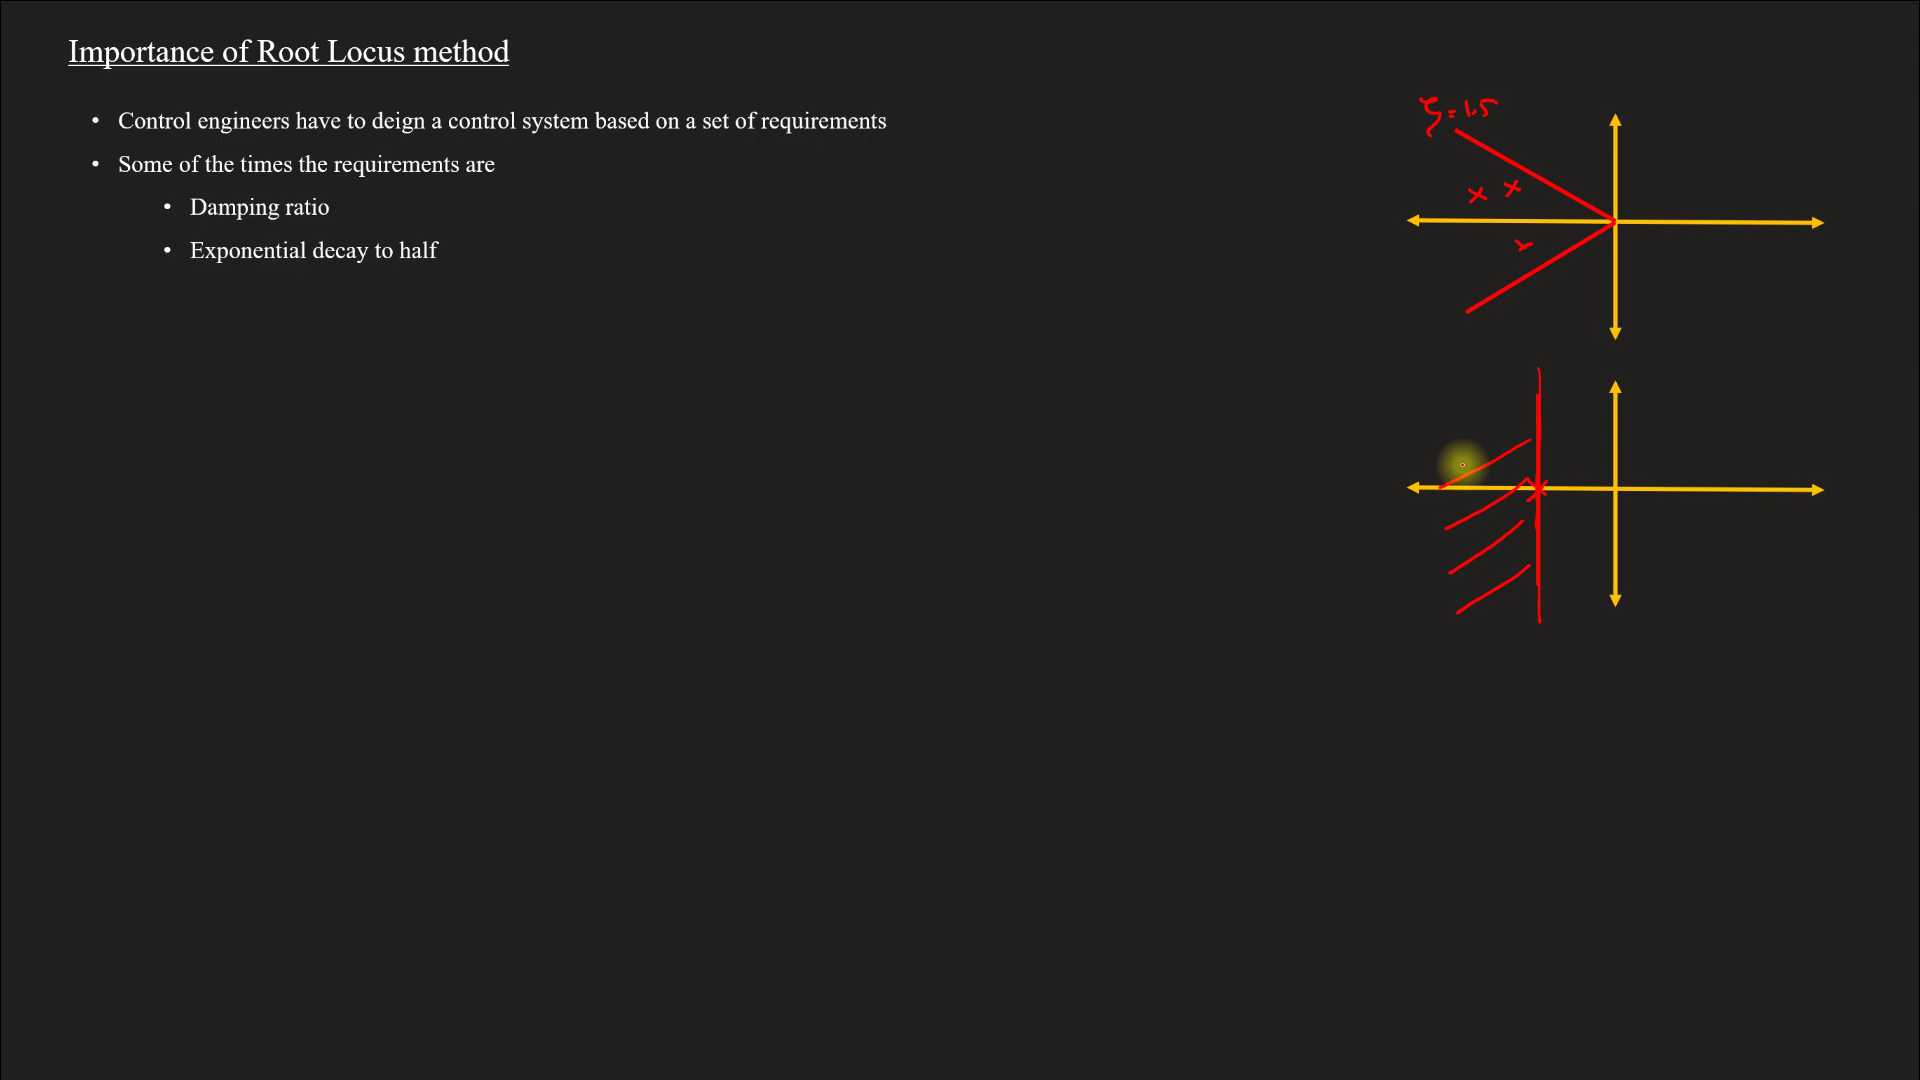 Importance of Root Locus method
• Control engineers have to deign a control system based on a set of requirements
• Some of the times the requirements are
• Damping ratio
• Exponential decay to half
ζ = 1.5